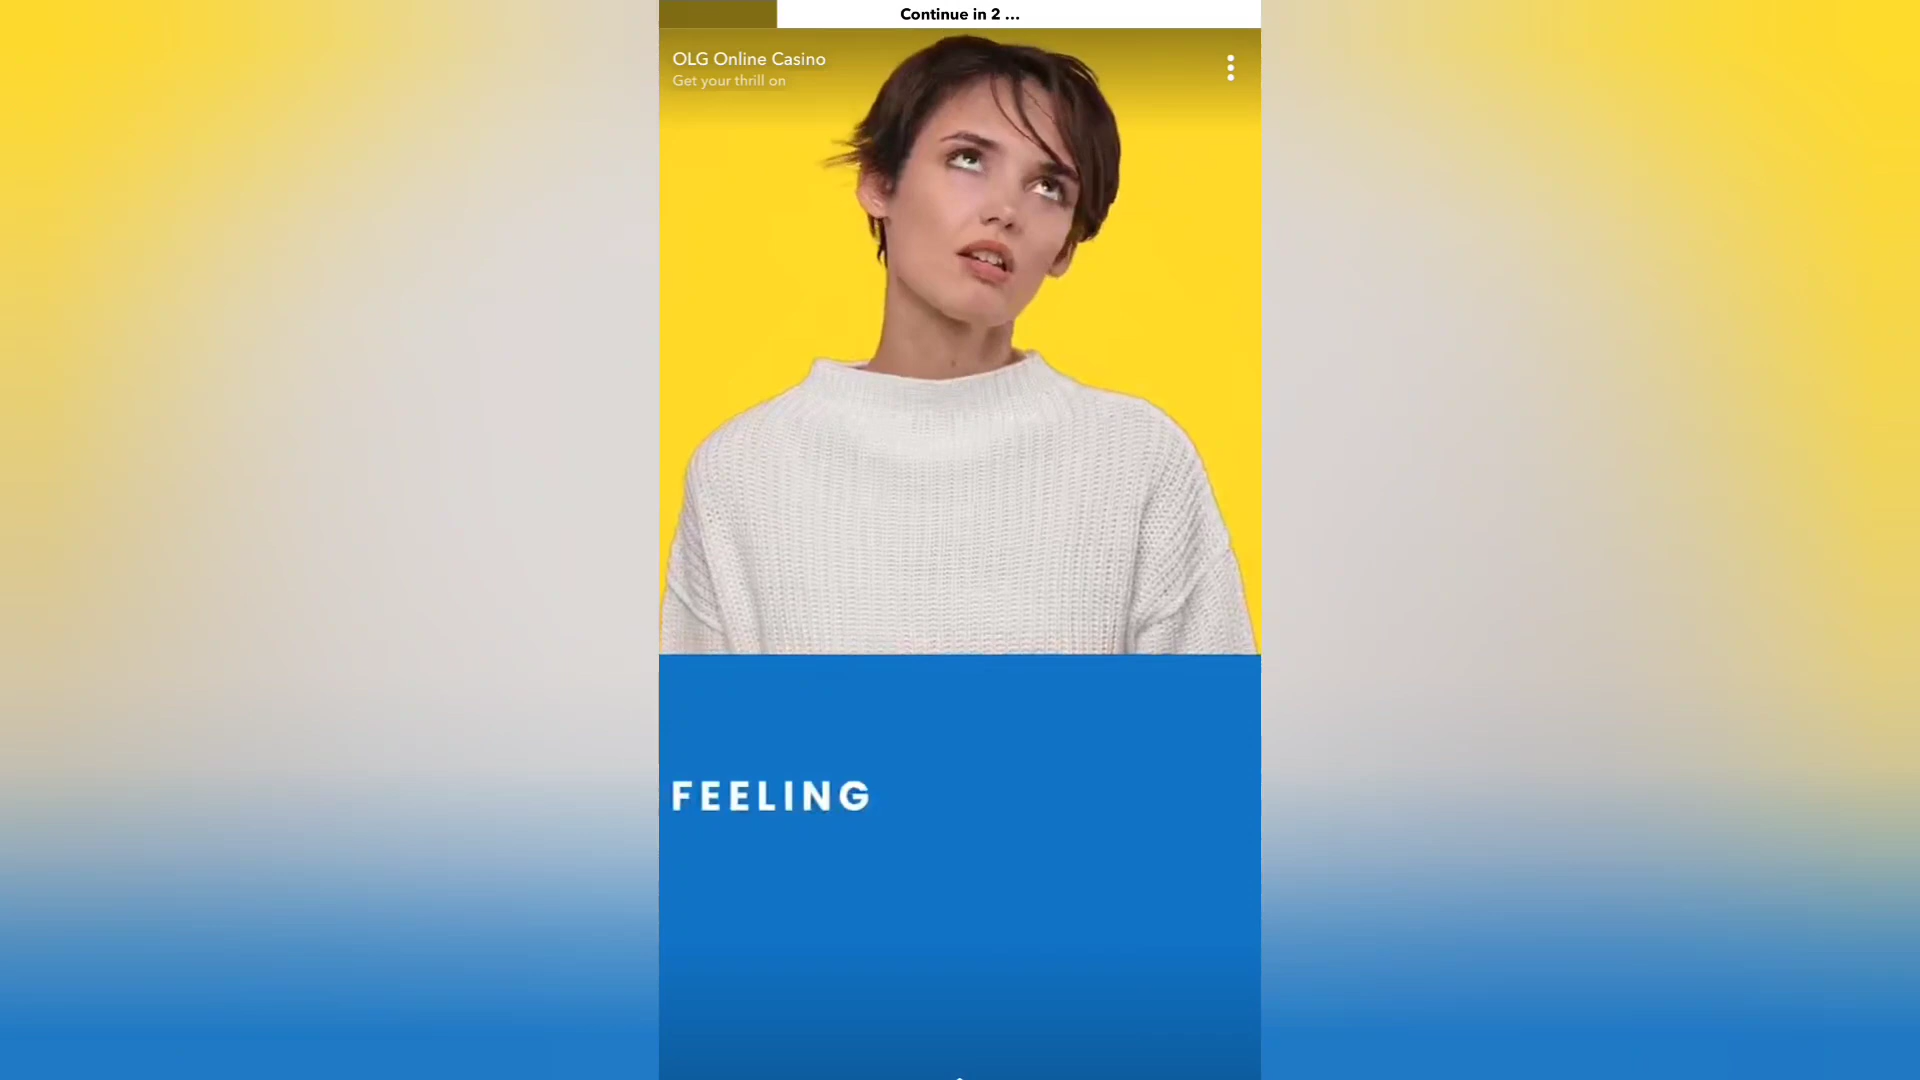 Continue in 2 ...
OLG Online Casino
Get your thrill on
FEELING